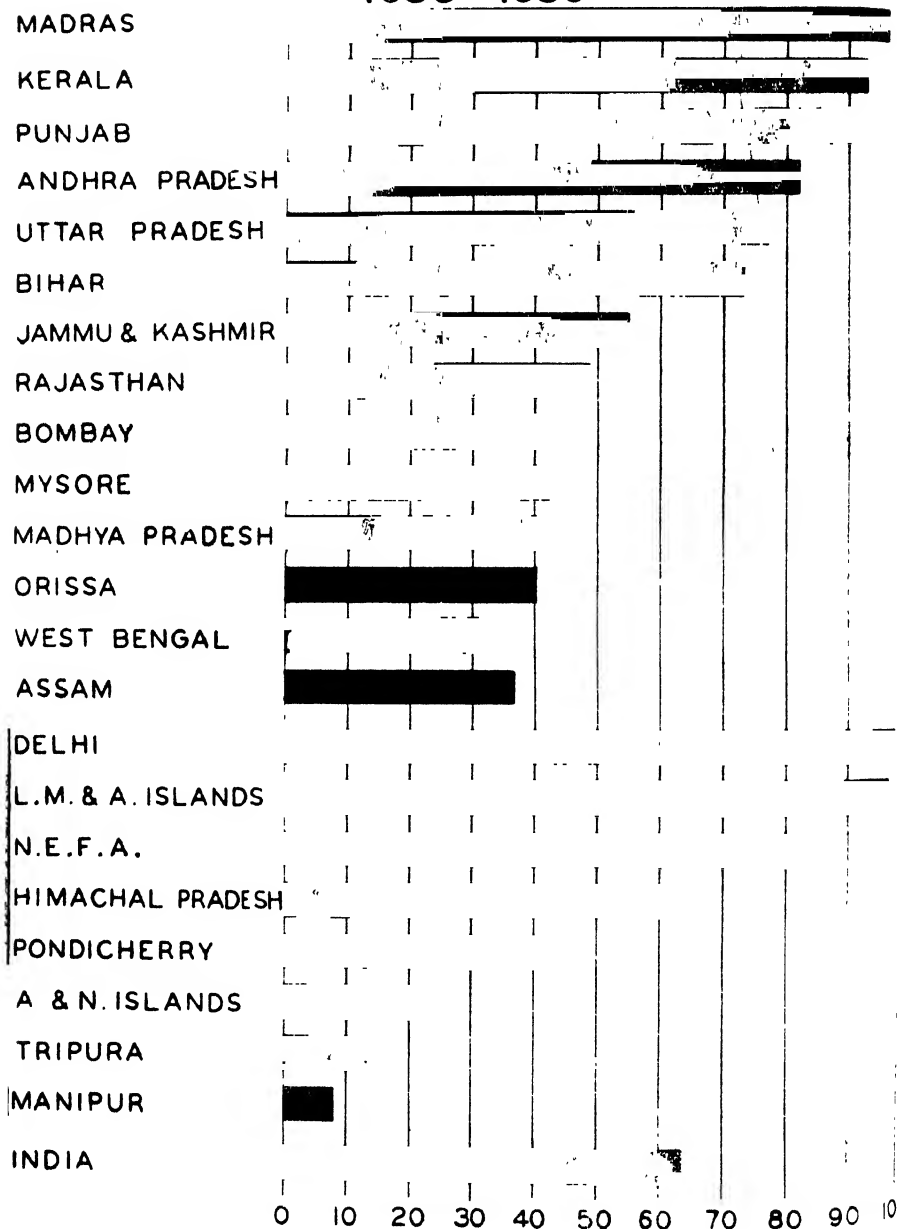 MADRAS
KERALA
PUNJAB
ANDHRA PRADESH
UTTAR PRADESH
BIHAR
JAMMU & KASHMIR
RAJASTHAN
BOMBAY
MYSORE
MADHYA PRADESH
ORISSA
WEST BENGAL
ASSAM
DELHI
L.M. & A. ISLANDS
N.E.F.A.
HIMACHAL PRADESH
PONDICHERRY
A & N. ISLANDS
TRIPURA
MANIPUR
INDIA
0 10 20 30 40 50 60 70 80 90 10